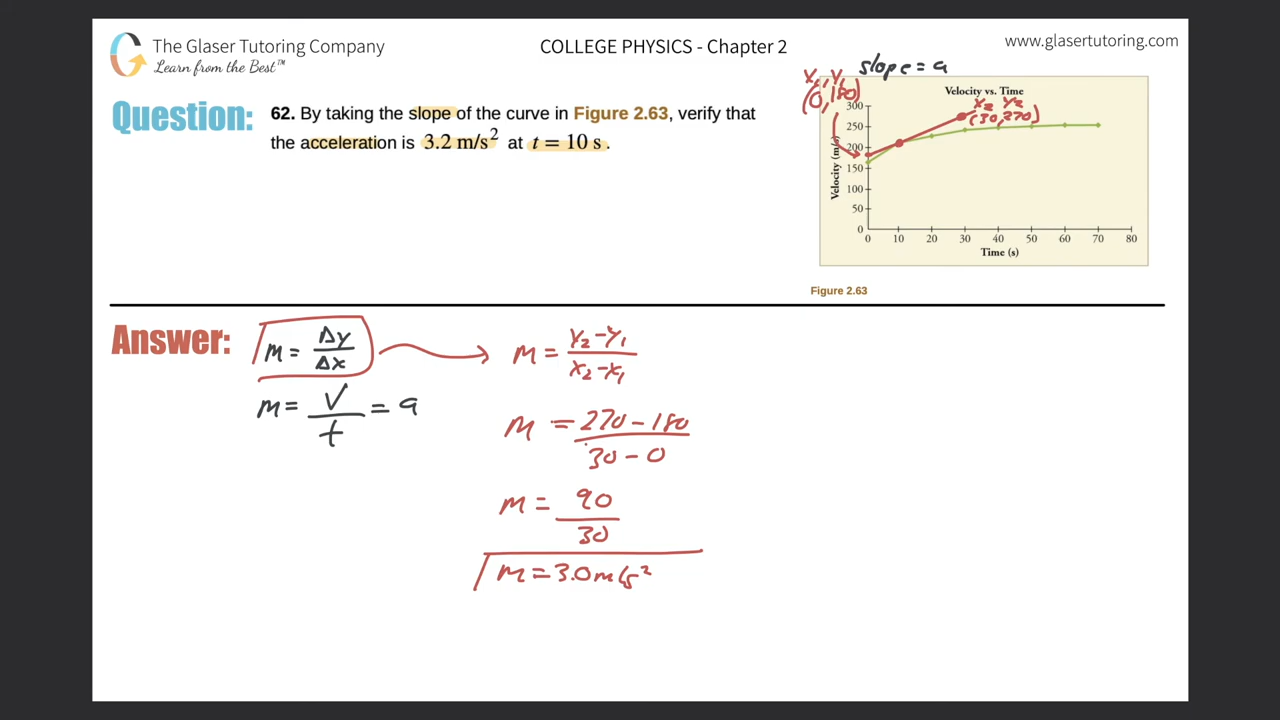 The Glaser Tutoring Company
Learn from the Best™
COLLEGE PHYSICS - Chapter 2
www.glasertutoring.com
Question:
62. By taking the slope of the curve in Figure 2.63, verify that
the acceleration is 3.2 m/s² at t = 10 s .
slope = a
X₁, Y₁
(0, 180)
Velocity vs. Time
X₂ Y₂
(30, 270)
Velocity (m/s)
300
250
200
150
100
50
0
0 10 20 30 40 50 60 70 80
Time (s)
Figure 2.63
Answer:
m = Δy/Δx
m = V/t = a
m = Y₂-Y₁/X₂-X₁
m = 270 - 180/30 - 0
m = 90/30
m = 3.0 m/s²